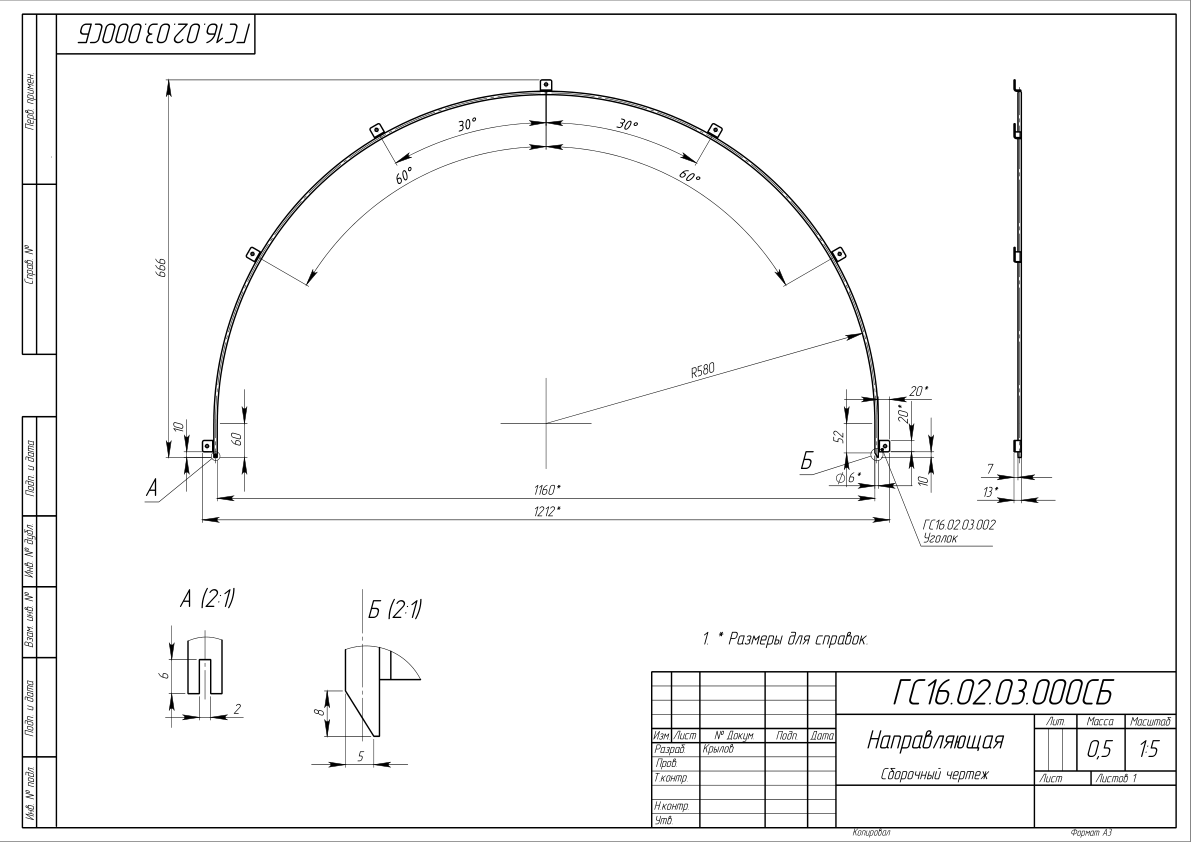 ГС16.02.03.000СБ
Перв. примен.
Справ. №
Подп. и дата
Инв. № дубл.
Взам. инв. №
Подп. и дата
Инв. № подл.
30°
30°
60°
60°
666
R580
10
60
52
20*
20*
10
А
Б
⌀6*
1160*
1212*
7
13*
ГС16.02.03.002
Уголок
А (2:1)
6
2
Б (2:1)
8
5
1. * Размеры для справок.
ГС16.02.03.000СБ
Изм Лист № Докум. Подп. Дата
Разраб. Крылов
Пров.
Т.контр.
Н.контр.
Утв.
Направляющая
Сборочный чертеж
Лит. Масса Масштаб
0,5 1:5
Лист Листов 1
Копировал Формат А3